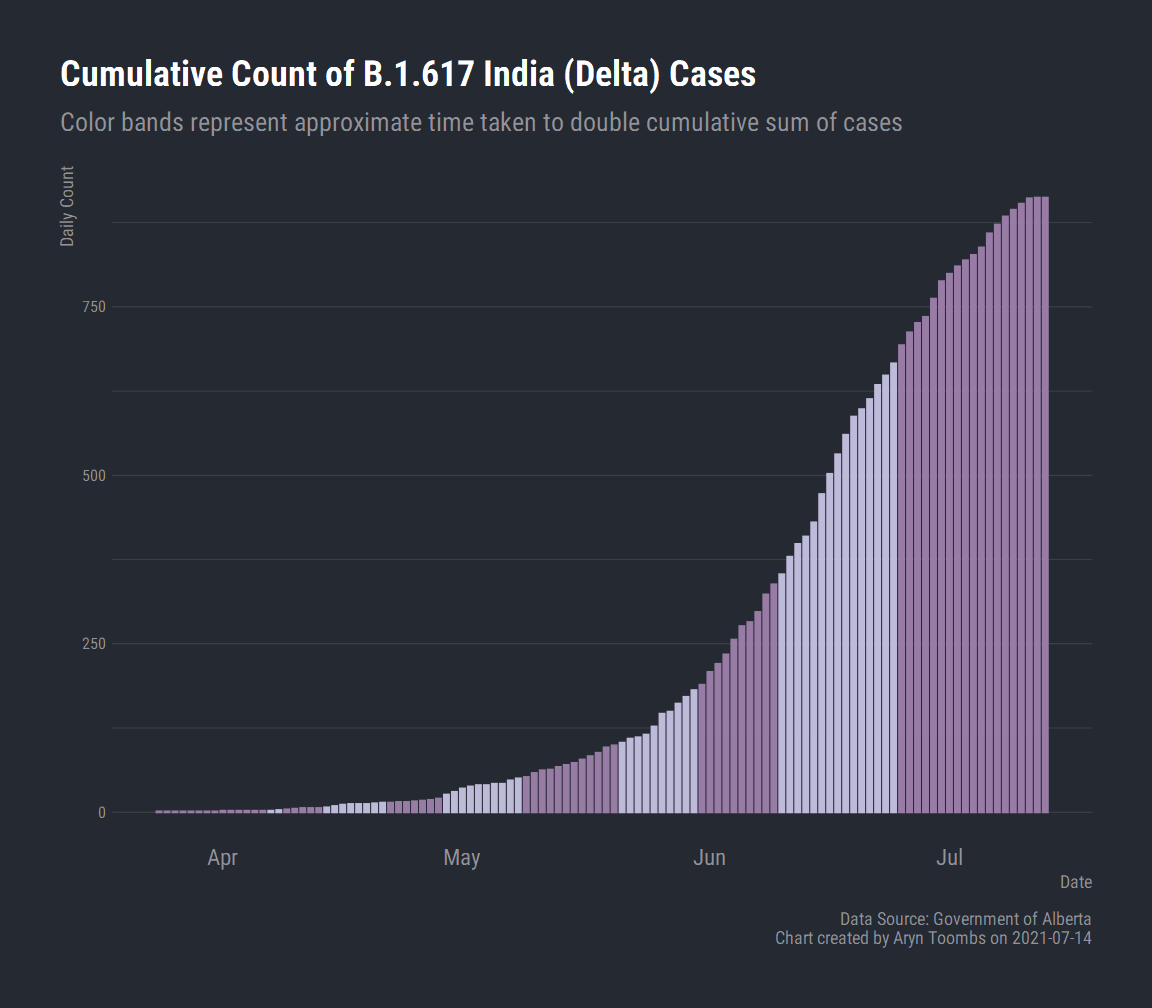 Cumulative Count of B.1.617 India (Delta) Cases
Color bands represent approximate time taken to double cumulative sum of cases
Daily Count
750
500
250
0
Apr May Jun Jul
Date
Data Source: Government of Alberta
Chart created by Aryn Toombs on 2021-07-14